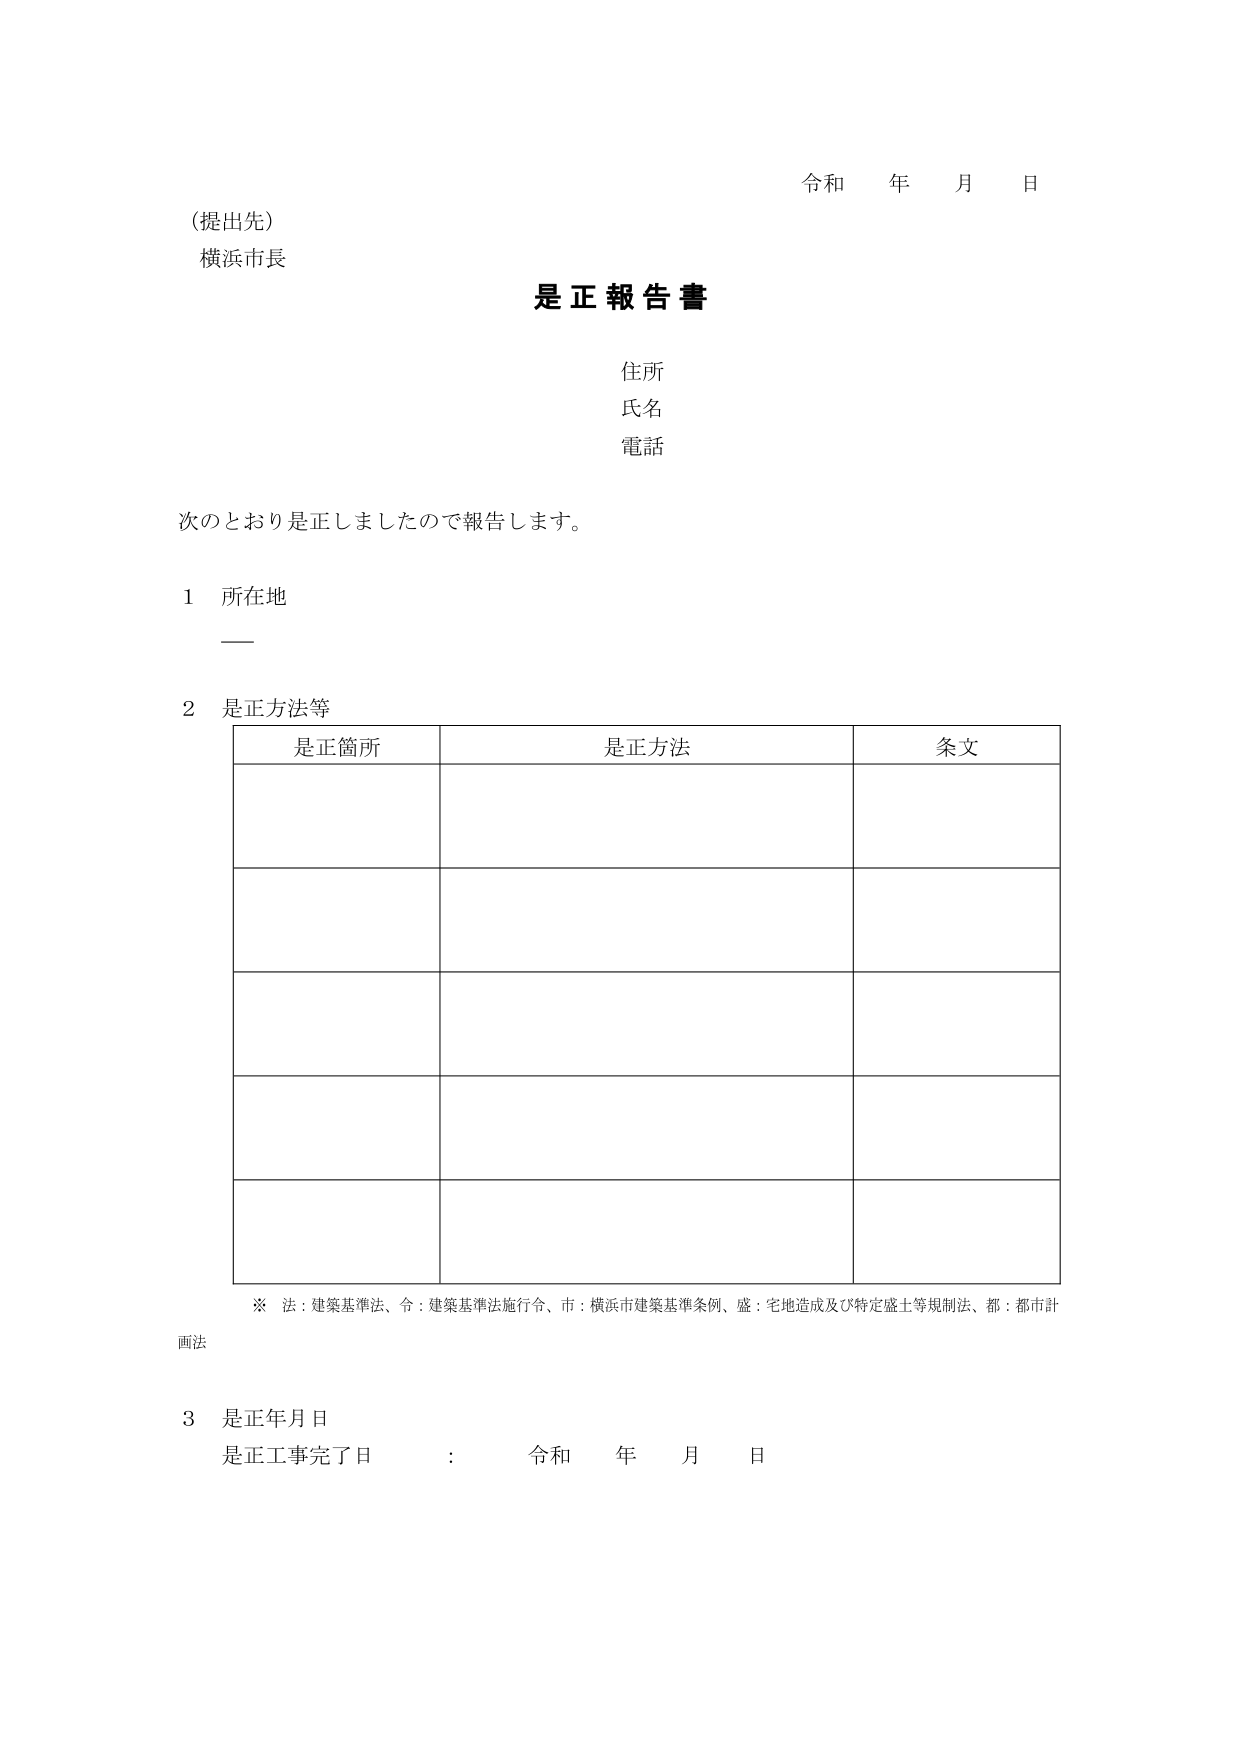 令和　　年　　月　　日
（提出先）
横浜市長
是正報告書
住所
氏名
電話
次のとおり是正しましたので報告します。
１　所在地
２　是正方法等
是正箇所　是正方法　条文
※　法：建築基準法、令：建築基準法施行令、市：横浜市建築基準条例、盛：宅地造成及び特定盛土等規制法、都：都市計
画法
３　是正年月日
是正工事完了日　　　：　　　令和　　年　　月　　日